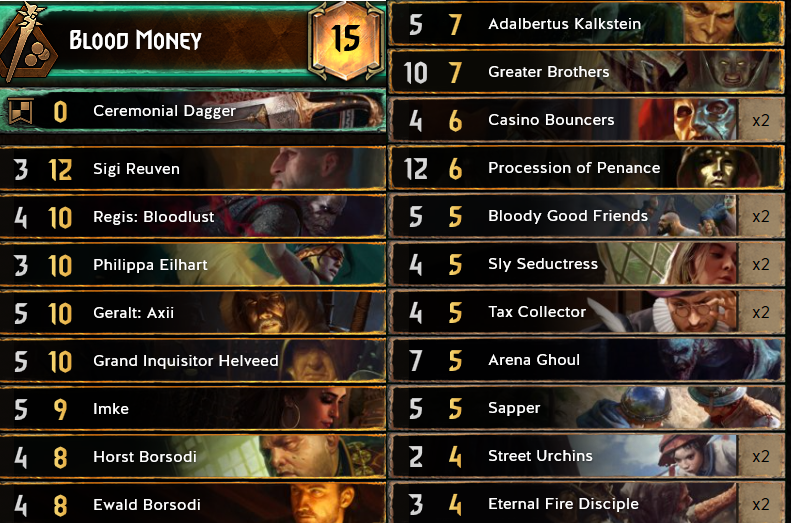 BLOOD MONEY 15
0 Ceremonial Dagger
3 12 Sigi Reuven
4 10 Regis: Bloodlust
3 10 Philippa Eilhart
5 10 Geralt: Axii
5 10 Grand Inquisitor Helveed
5 9 Imke
4 8 Horst Borsodi
4 8 Ewald Borsodi
5 7 Adalbertus Kalkstein
10 7 Greater Brothers
4 6 Casino Bouncers x2
12 6 Procession of Penance
5 5 Bloody Good Friends x2
4 5 Sly Seductress x2
4 5 Tax Collector x2
7 5 Arena Ghoul
5 5 Sapper
2 4 Street Urchins x2
3 4 Eternal Fire Disciple x2